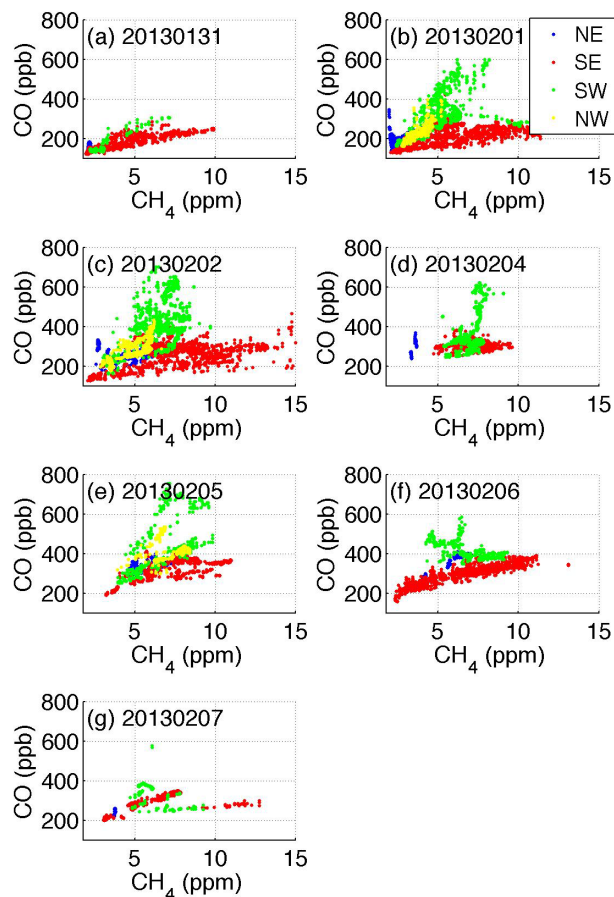 (a) 20130131
CO (ppb)
800
600
400
200
5
10
15
CH4 (ppm)
(b) 20130201
CO (ppb)
800
600
400
200
5
10
15
CH4 (ppm)
NE
SE
SW
NW
(c) 20130202
CO (ppb)
800
600
400
200
5
10
15
CH4 (ppm)
(d) 20130204
CO (ppb)
800
600
400
200
5
10
15
CH4 (ppm)
(e) 20130205
CO (ppb)
800
600
400
200
5
10
15
CH4 (ppm)
(f) 20130206
CO (ppb)
800
600
400
200
5
10
15
CH4 (ppm)
(g) 20130207
CO (ppb)
800
600
400
200
5
10
15
CH4 (ppm)